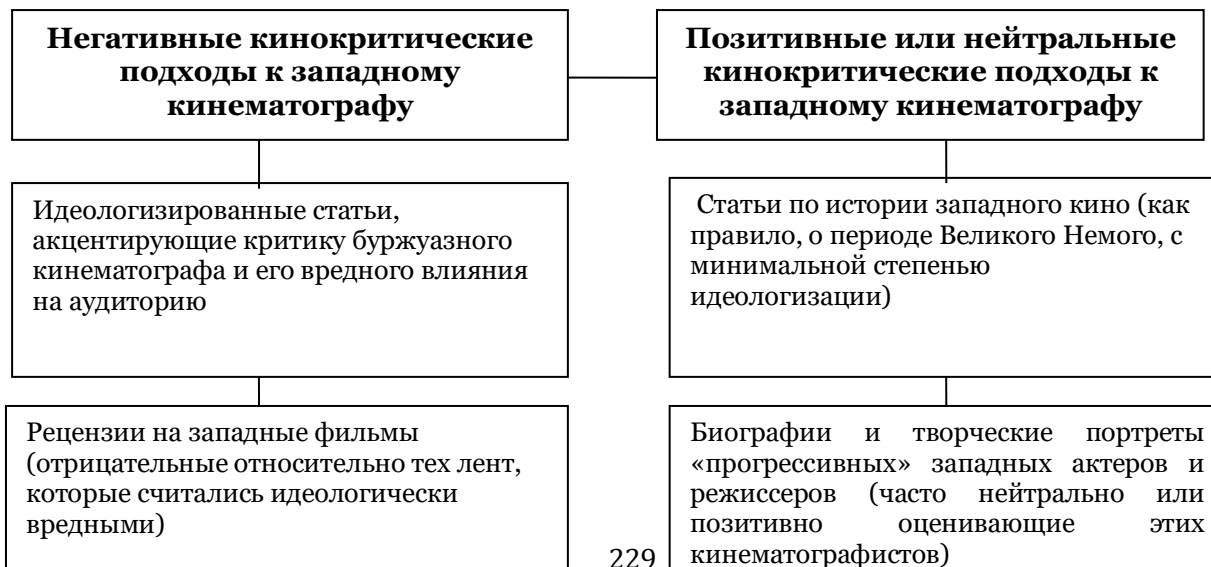 Негативные кинокритические
подходы к западному
кинематографу
Позитивные или нейтральные
кинокритические подходы к
западному кинематографу
Идеологизированные статьи,
акцентирующие критику буржуазного
кинематографа и его вредного влияния
на аудиторию
Статьи по истории западного кино (как
правило, о периоде Великого Немого, с
минимальной степенью
идеологизации)
Рецензии на западные фильмы
(отрицательные относительно тех лент,
которые считались идеологически
вредными)
Биографии и творческие портреты
«прогрессивных» западных актеров и
режиссеров (часто нейтрально или
позитивно оценивающие этих
кинематографистов)
229